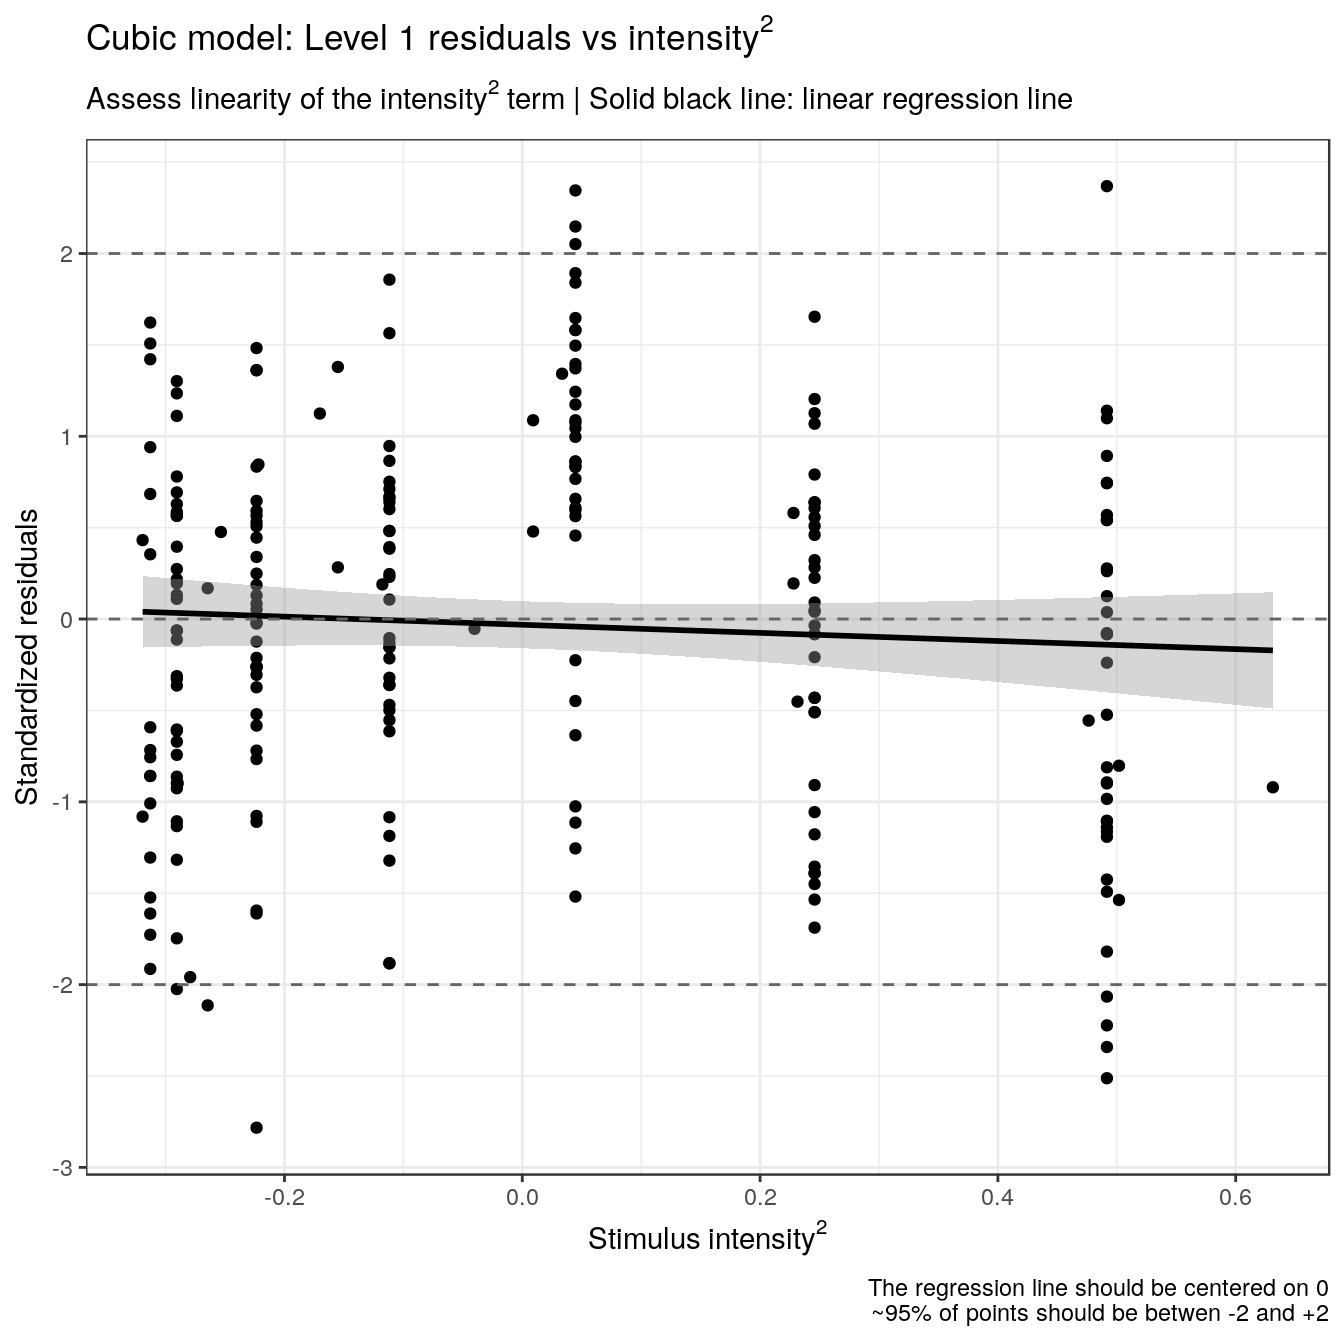 Cubic model: Level 1 residuals vs intensity²
Assess linearity of the intensity² term | Solid black line: linear regression line
Standardized residuals
2
1
0
-1
-2
-3
-0.2 0.0 0.2 0.4 0.6
Stimulus intensity²
The regression line should be centered on 0
~95% of points should be betwen -2 and +2